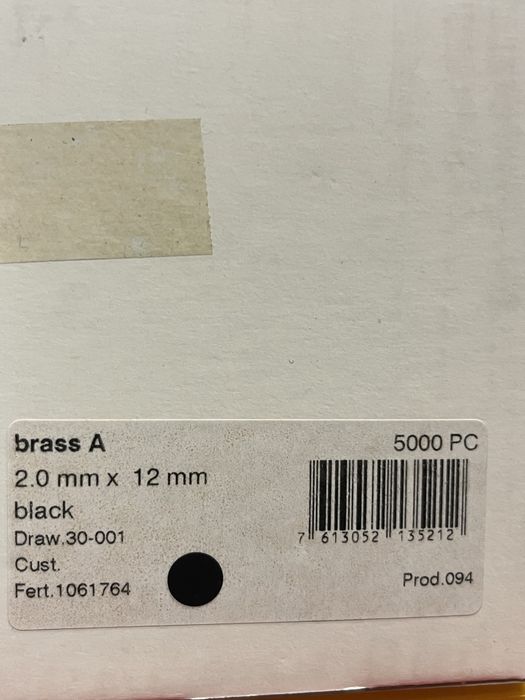 brass A
5000 PC
2.0 mm x 12 mm
black
Draw.30-001
7 613052 135212
Cust.
Fert.1061764
Prod.094